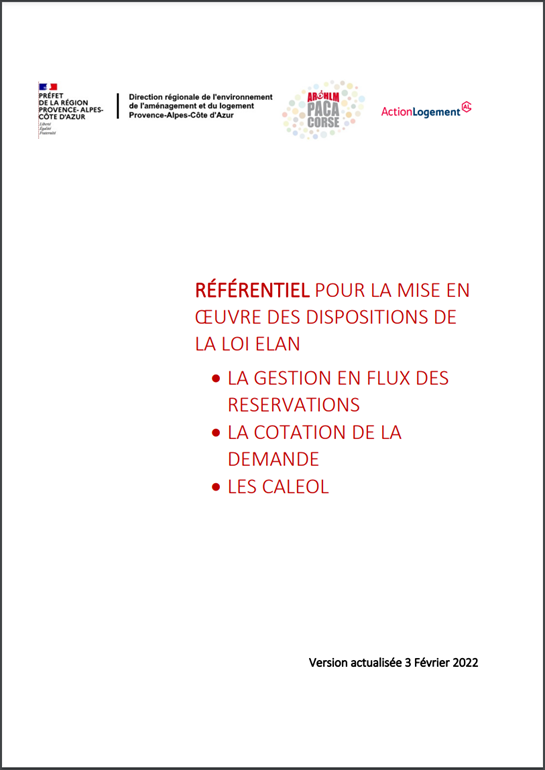 PRÉFET
DE LA RÉGION
PROVENCE-ALPES-
CÔTE D'AZUR
Liberté
Égalité
Fraternité
Direction régionale de l'environnement
de l'aménagement et du logement
Provence-Alpes-Côte d'Azur
AR HLM
PACA
CORSE
ActionLogement
AL
RÉFÉRENTIEL POUR LA MISE EN
ŒUVRE DES DISPOSITIONS DE
LA LOI ELAN
• LA GESTION EN FLUX DES
RESERVATIONS
• LA COTATION DE LA
DEMANDE
• LES CALEOL
Version actualisée 3 Février 2022